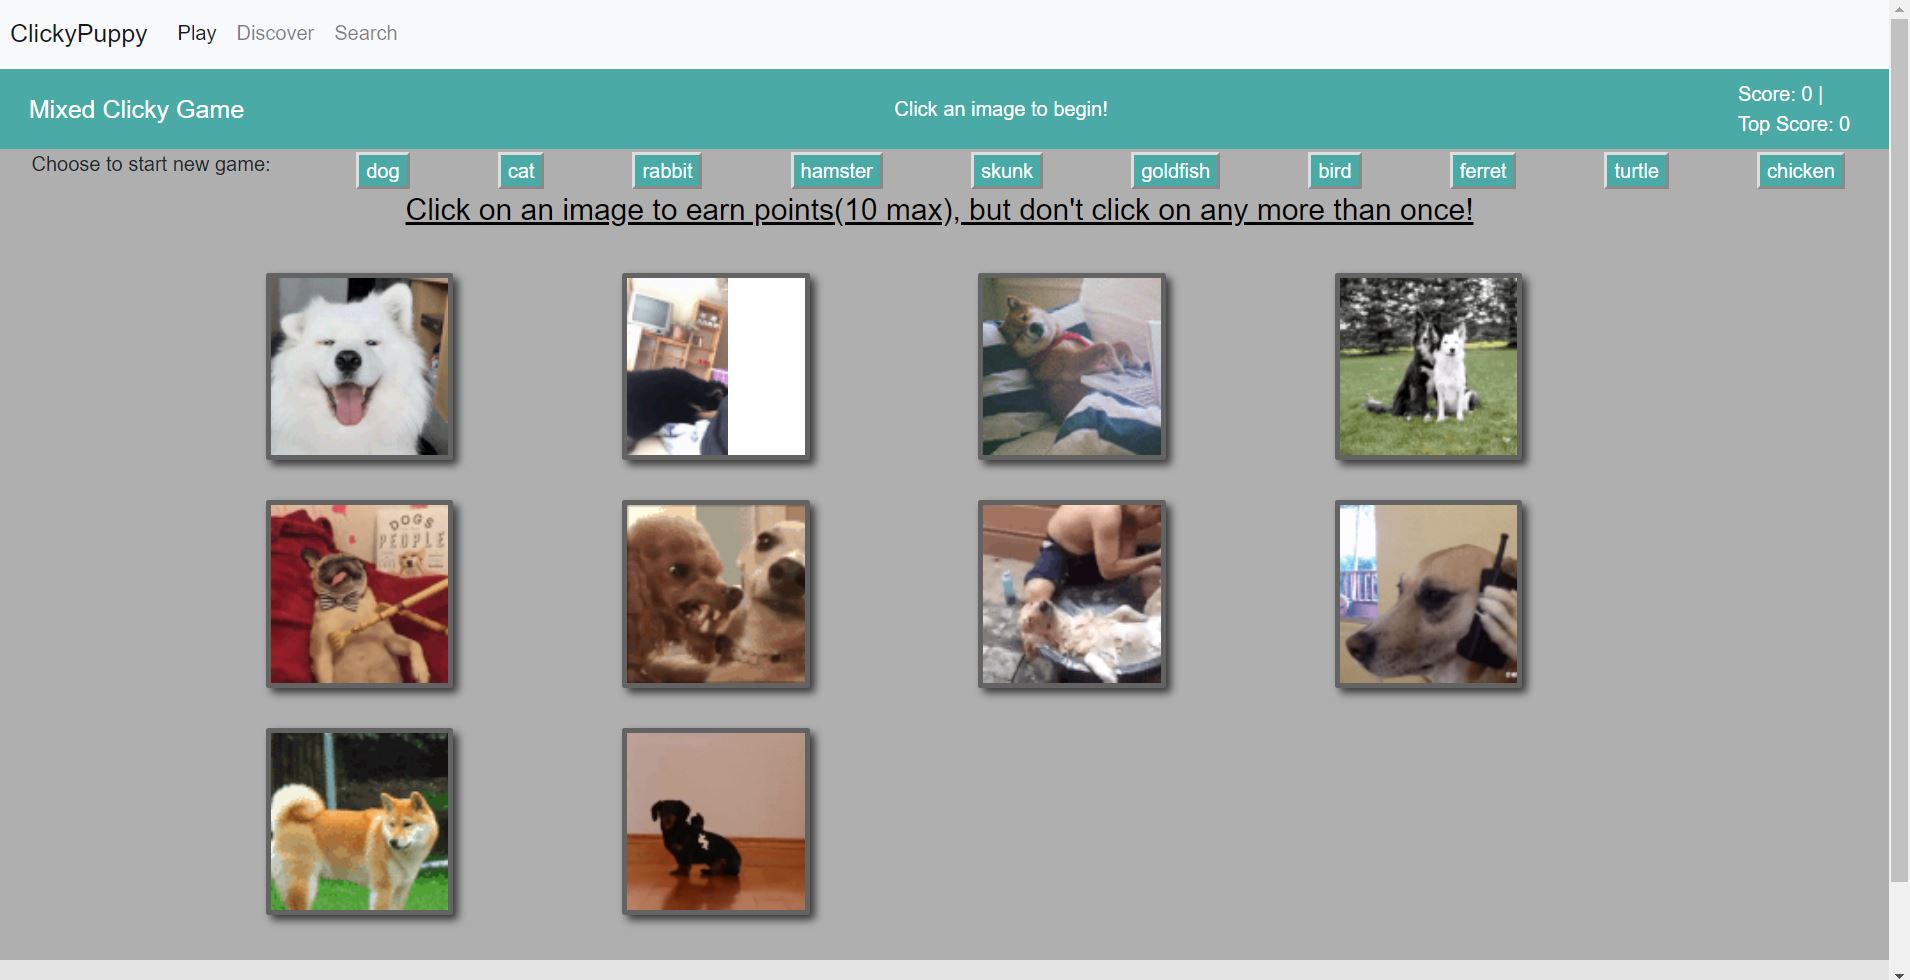 ClickyPuppy Play Discover Search
Mixed Clicky Game
Click an image to begin!
Score: 0 |
Top Score: 0
Choose to start new game:
dog cat rabbit hamster skunk goldfish bird ferret turtle chicken
Click on an image to earn points(10 max), but don't click on any more than once!
DOGS
PEOPLE